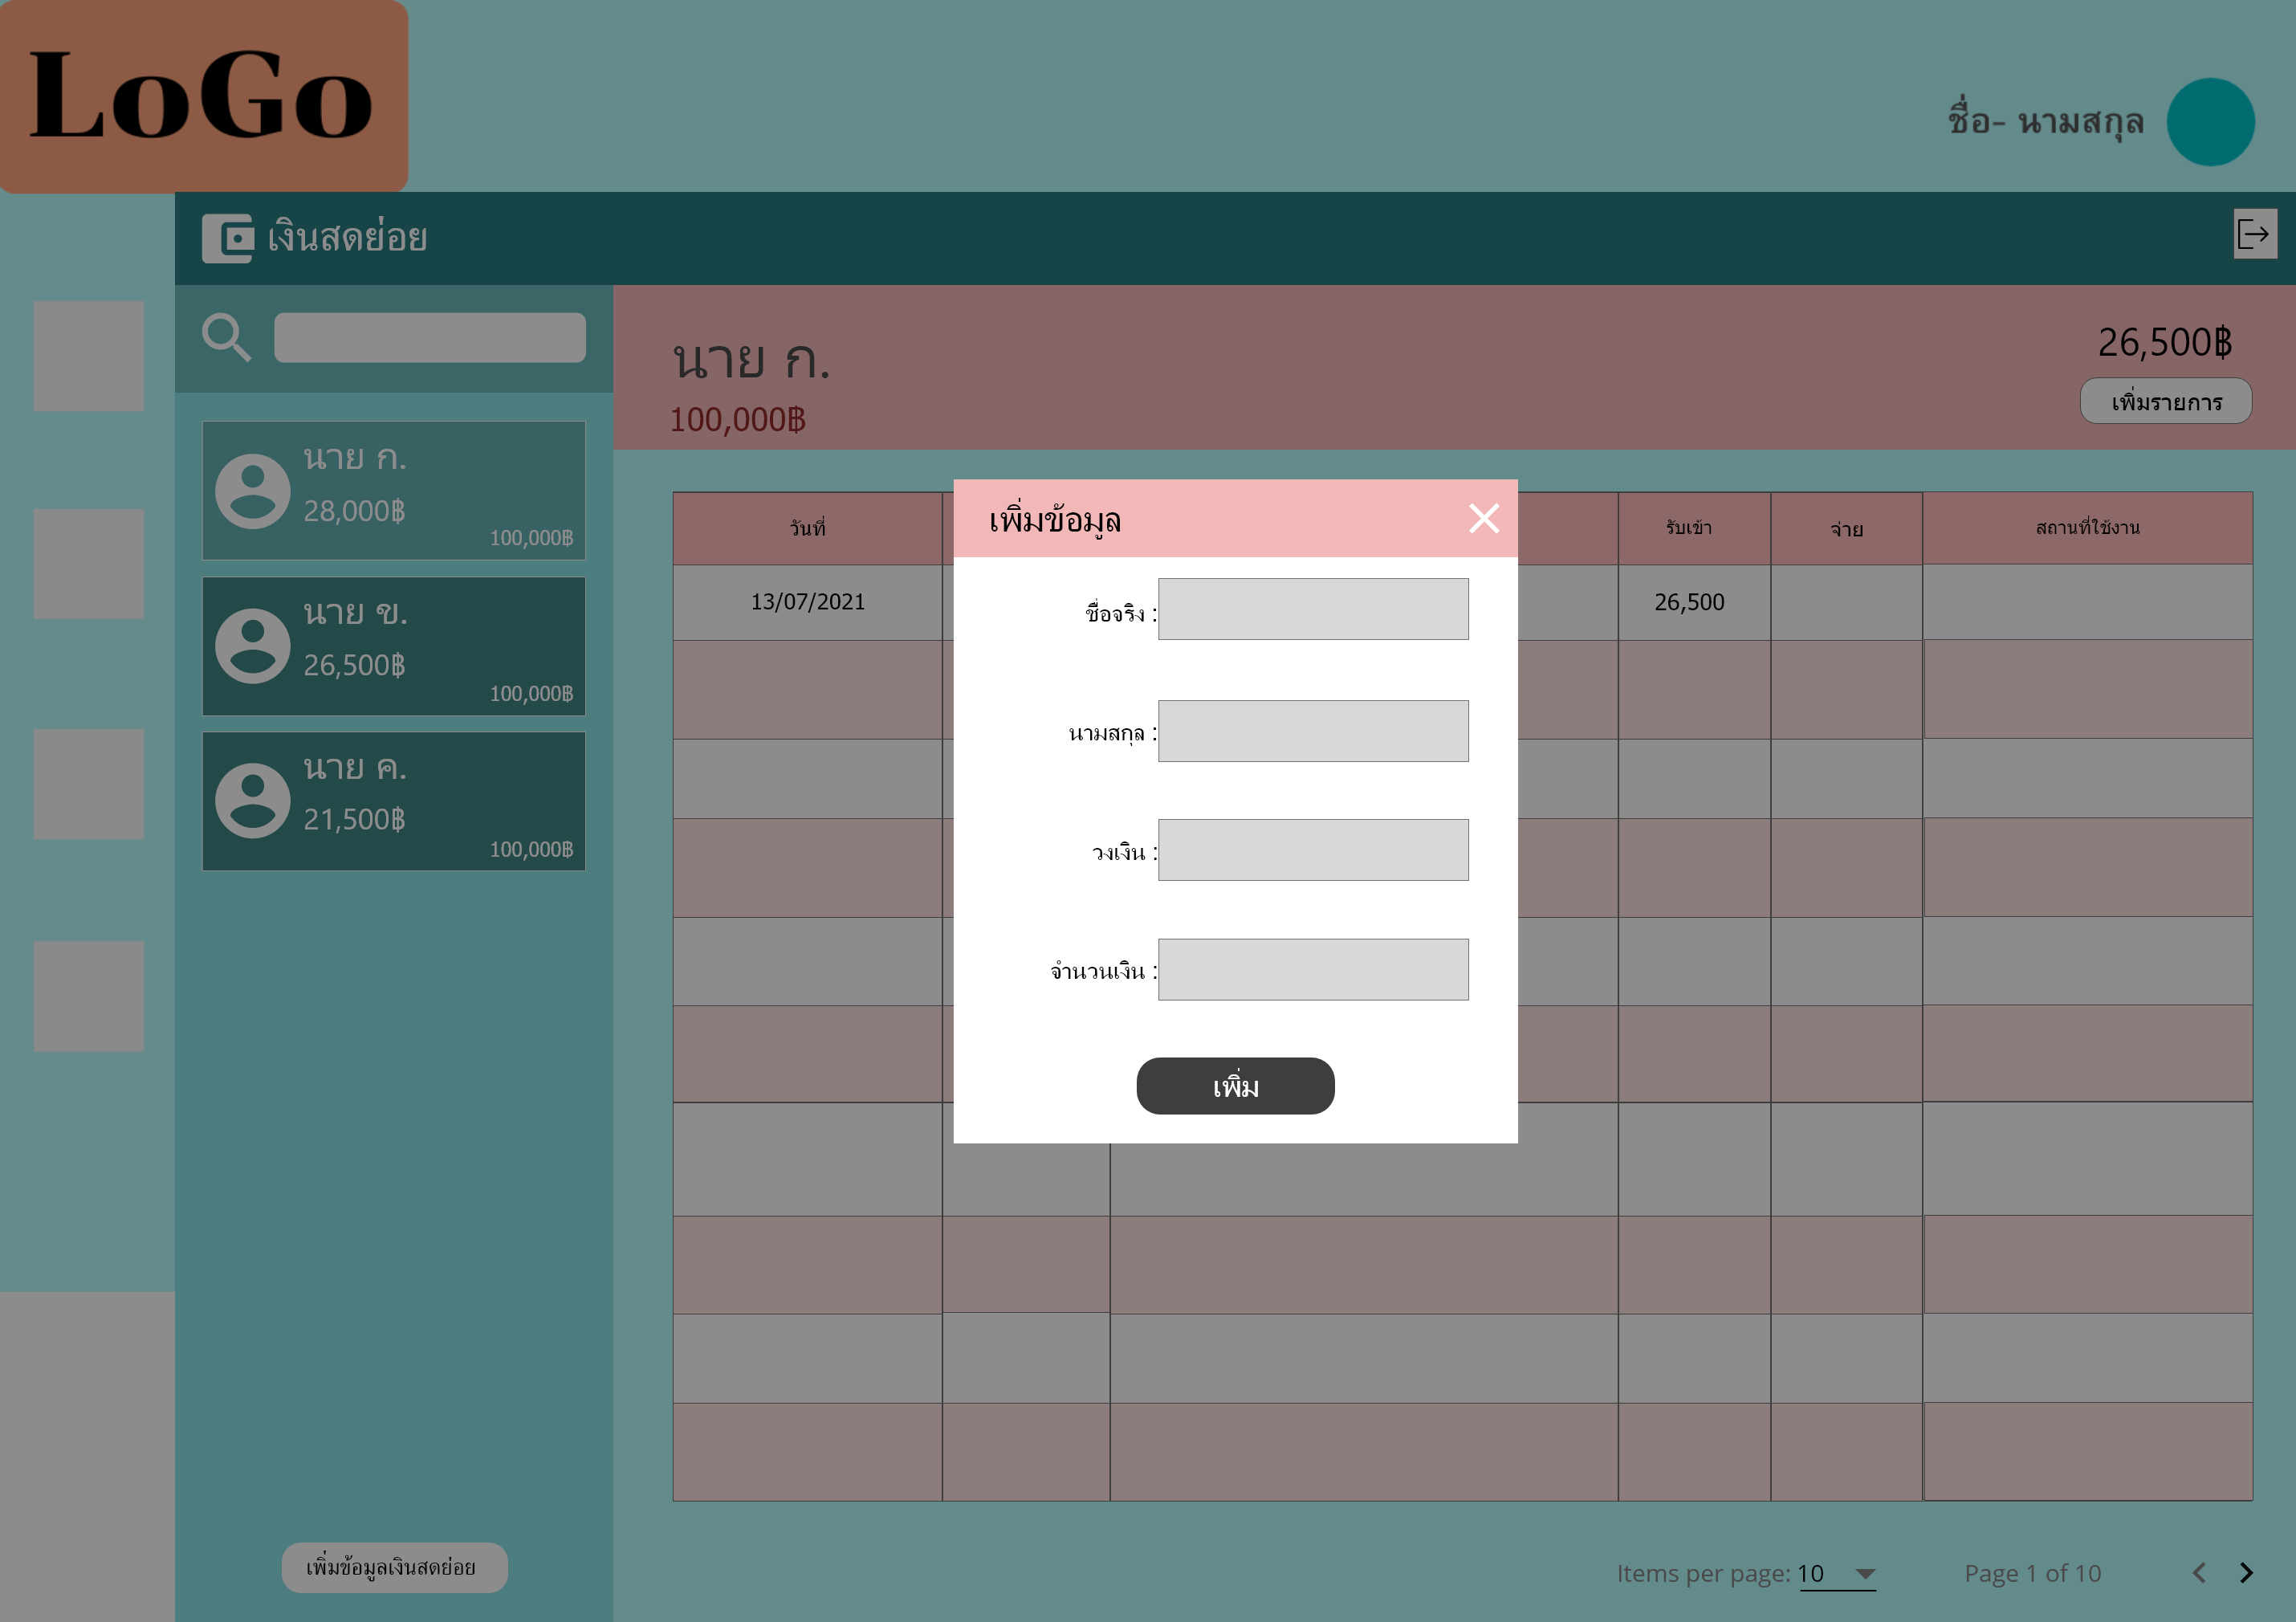 LoGo
ชื่อ- นามสกุล
เงินสดย่อย
นาย ก.
100,000฿
26,500฿
เพิ่มรายการ
นาย ก.
28,000฿
100,000฿
นาย ข.
26,500฿
100,000฿
นาย ค.
21,500฿
100,000฿
วันที่ รับเข้า จ่าย สถานที่ใช้งาน
13/07/2021 26,500
เพิ่มข้อมูล
ชื่อจริง :
นามสกุล :
วงเงิน :
จำนวนเงิน :
เพิ่ม
เพิ่มข้อมูลเงินสดย่อย
Items per page: 10 Page 1 of 10